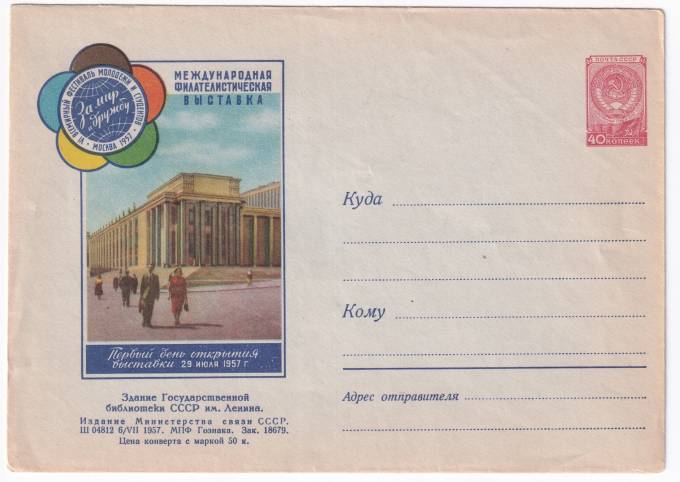 VI ВСЕМИРНЫЙ ФЕСТИВАЛЬ МОЛОДЕЖИ И СТУДЕНТОВ
• МОСКВА 1957 •
За мир
и дружбу
МЕЖДУНАРОДНАЯ
ФИЛАТЕЛИСТИЧЕСКАЯ
ВЫСТАВКА
ПОЧТА СССР
40 КОПЕЕК
Куда
Кому
Адрес отправителя
Первый день открытия
выставки 29 июля 1957 г.
Здание Государственной
библиотеки СССР им. Ленина.
Издание Министерства связи СССР.
Ш 04812 6/VII 1957. МПФ Гознака. Зак. 18679.
Цена конверта с маркой 50 к.